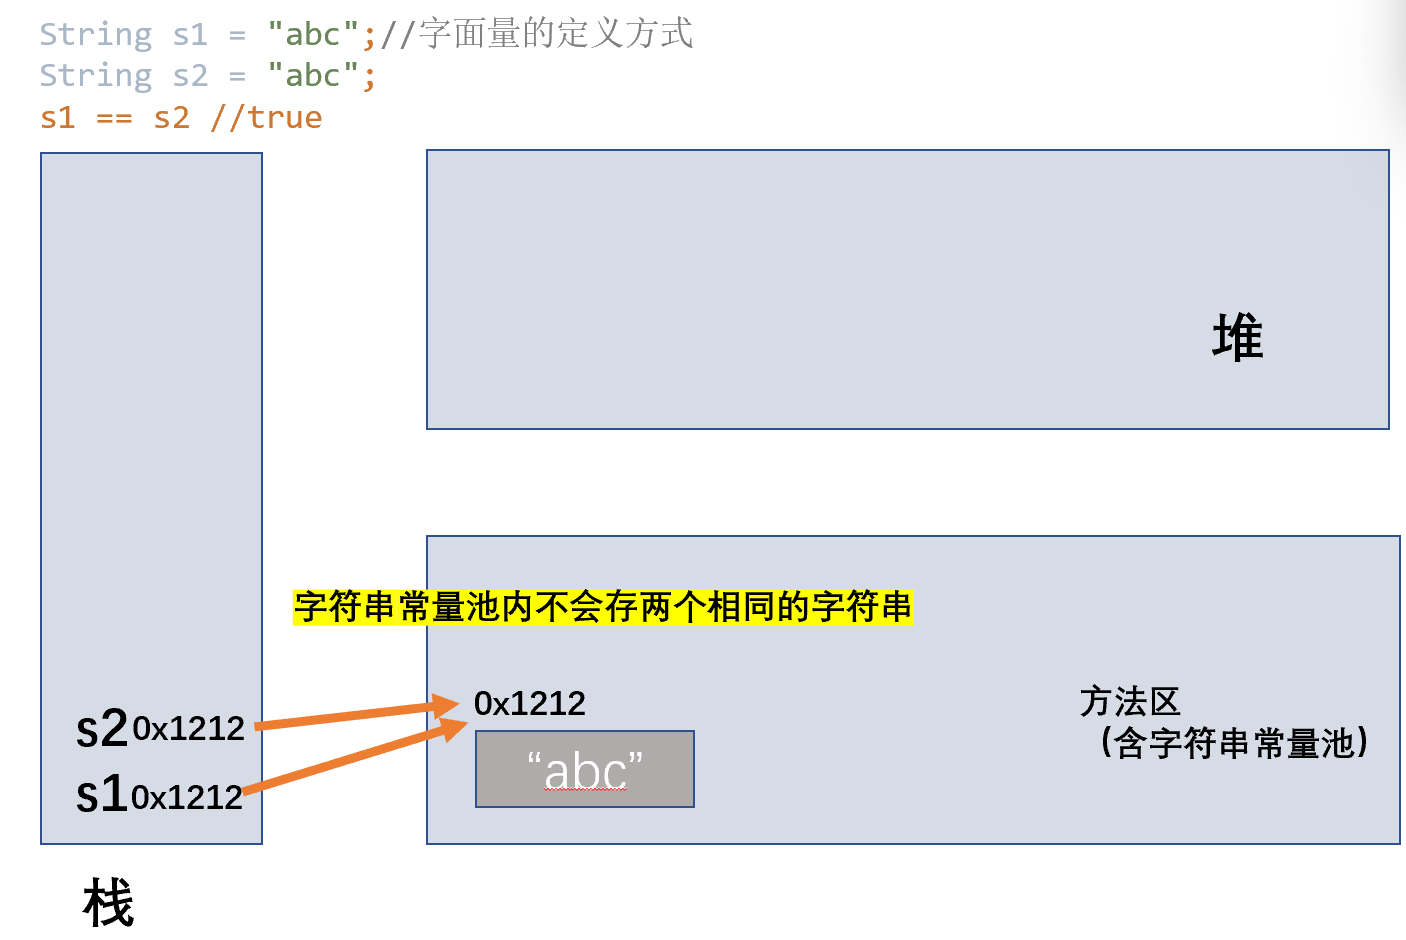 String s1 = "abc";//字面量的定义方式
String s2 = "abc";
s1 == s2 //true
堆
字符串常量池内不会存两个相同的字符串
0x1212
方法区
（含字符串常量池）
s2 0x1212
“abc”
s1 0x1212
栈